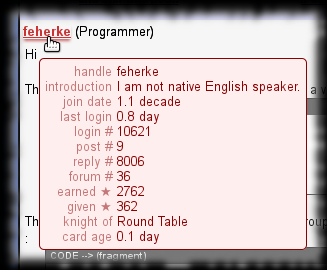 feherke (Programmer)
Hi
Th
handle feherke
introduction I am not native English speaker.
join date 1.1 decade
last login 0.8 day
login # 10621
post # 9
reply # 8006
forum # 36
earned ★ 2762
given ★ 362
knight of Round Table
card age 0.1 day
Th
:
CODE --> (fragment)